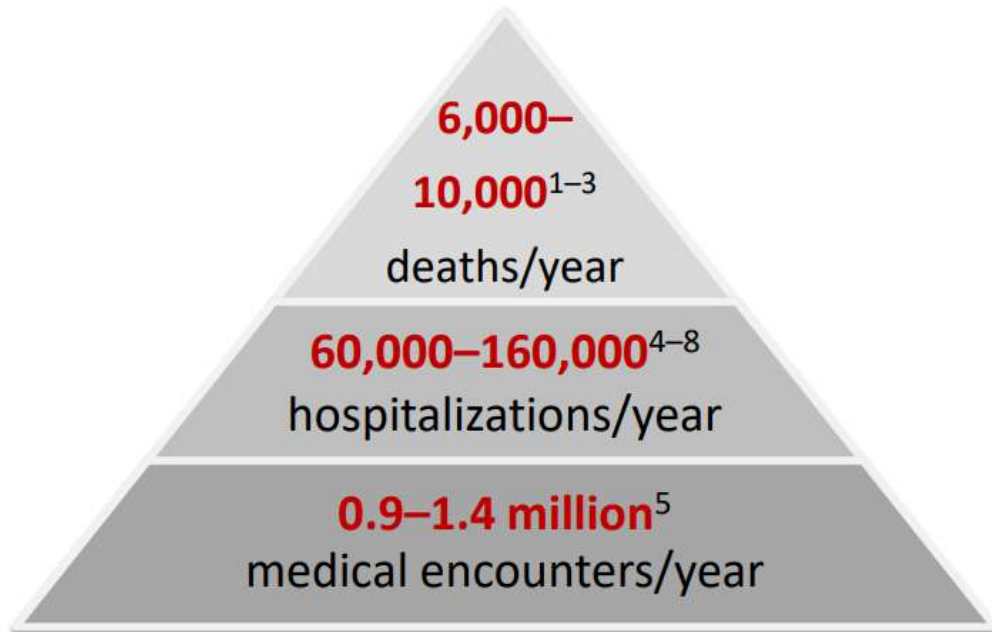 6,000–
10,000¹⁻³
deaths/year
60,000–160,000⁴⁻⁸
hospitalizations/year
0.9–1.4 million⁵
medical encounters/year